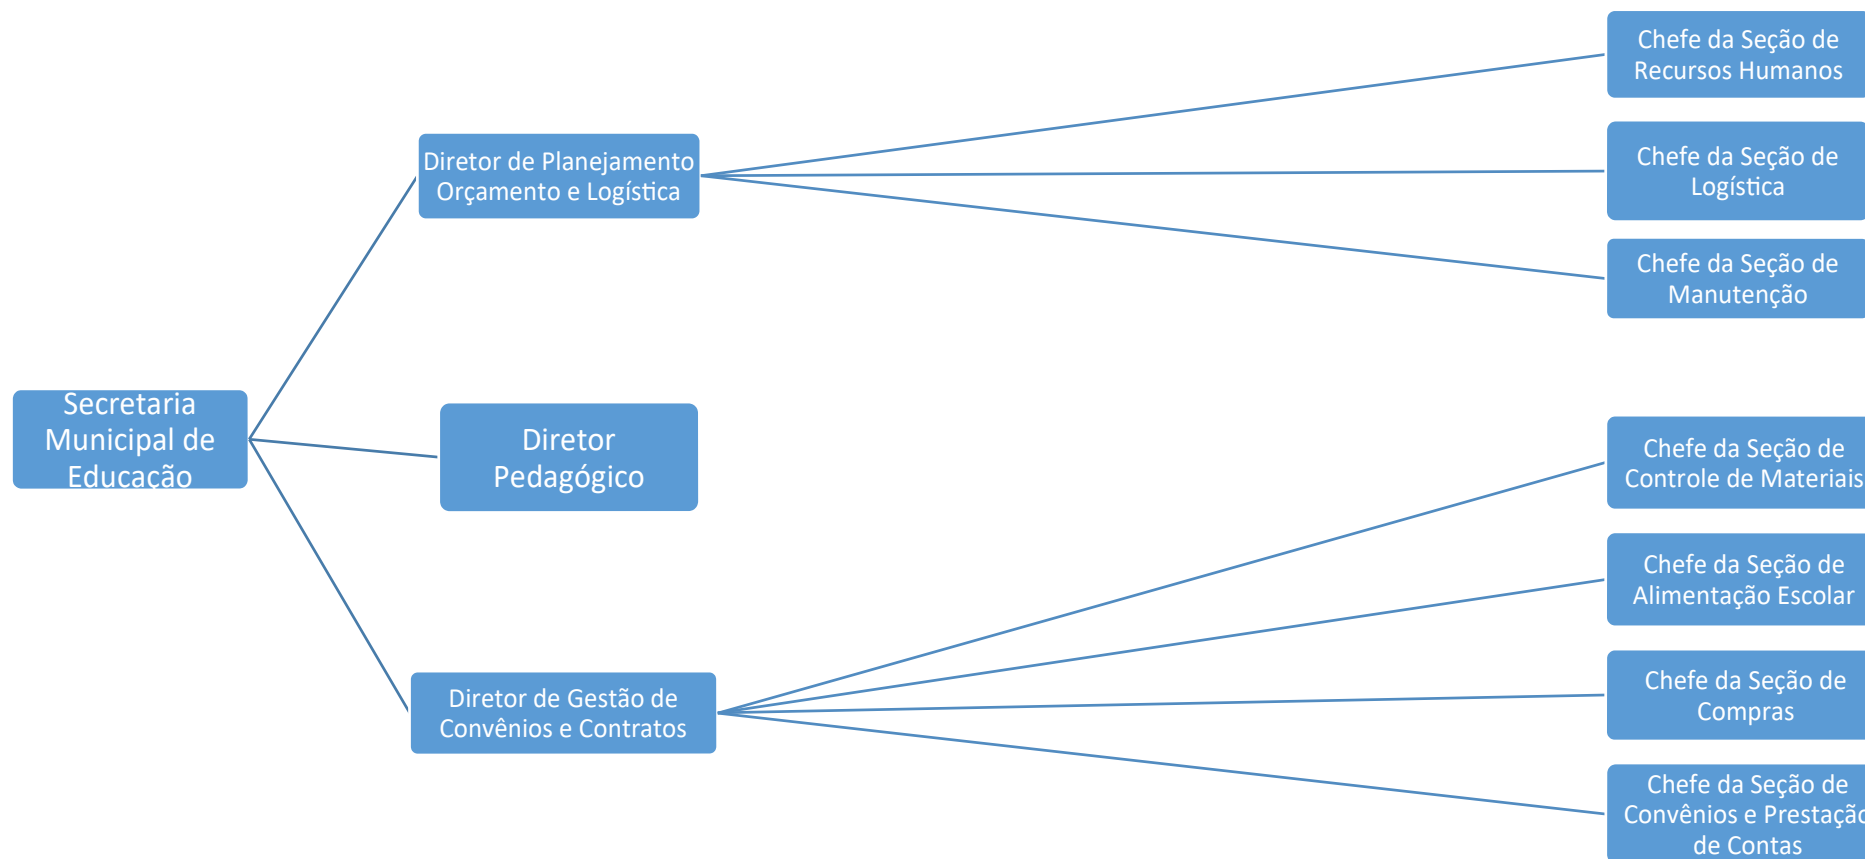 Secretaria
Municipal de
Educação
Diretor de Planejamento
Orçamento e Logística
Diretor
Pedagógico
Diretor de Gestão de
Convênios e Contratos
Chefe da Seção de
Recursos Humanos
Chefe da Seção de
Logística
Chefe da Seção de
Manutenção
Chefe da Seção de
Controle de Materiais
Chefe da Seção de
Alimentação Escolar
Chefe da Seção de
Compras
Chefe da Seção de
Convênios e Prestação
de Contas